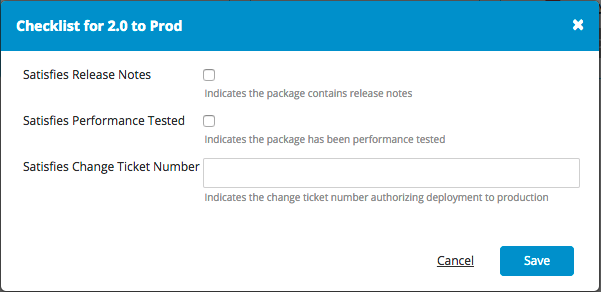 Checklist for 2.0 to Prod
Satisfies Release Notes
Indicates the package contains release notes
Satisfies Performance Tested
Indicates the package has been performance tested
Satisfies Change Ticket Number
Indicates the change ticket number authorizing deployment to production
Cancel
Save